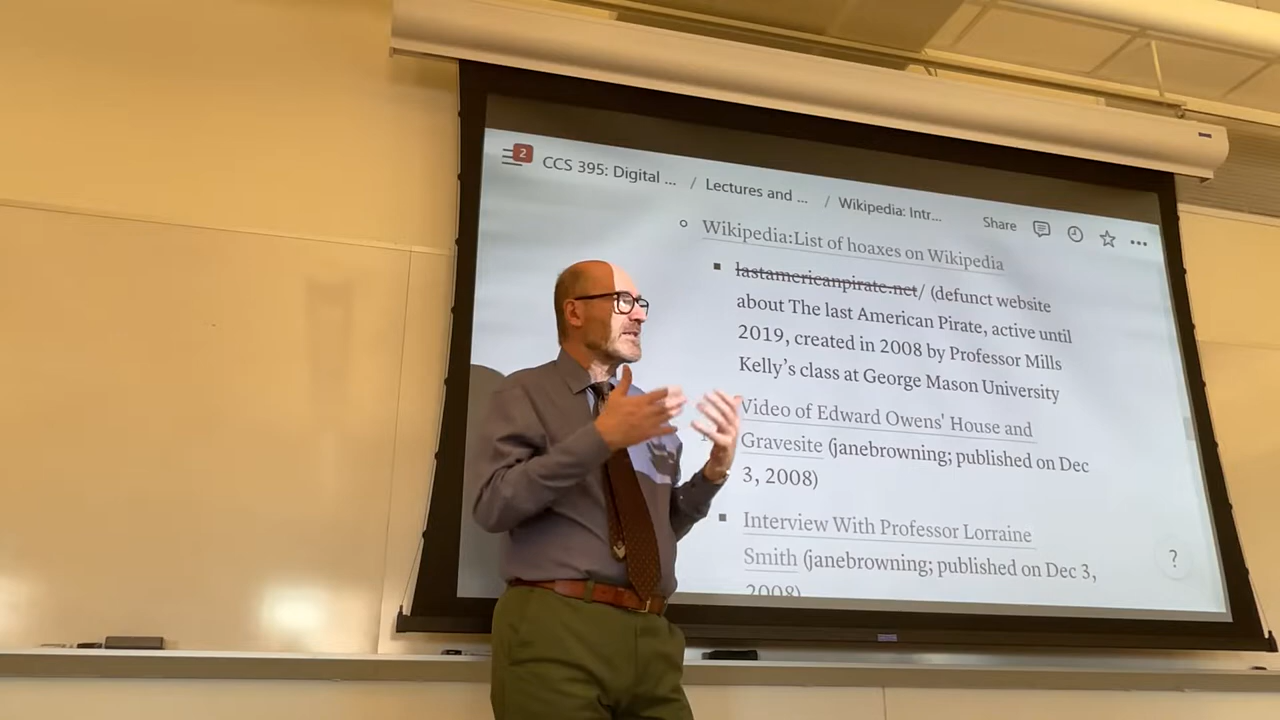 2
CCS 395: Digital ... / Lectures and ... / Wikipedia: Intr... Share
Wikipedia:List of hoaxes on Wikipedia
lastamericanpirate.net/ (defunct website
about The last American Pirate, active until
2019, created in 2008 by Professor Mills
Kelly's class at George Mason University
Video of Edward Owens' House and
Gravesite (janebrowning; published on Dec
3, 2008)
Interview With Professor Lorraine
Smith (janebrowning; published on Dec 3,
2008)
?